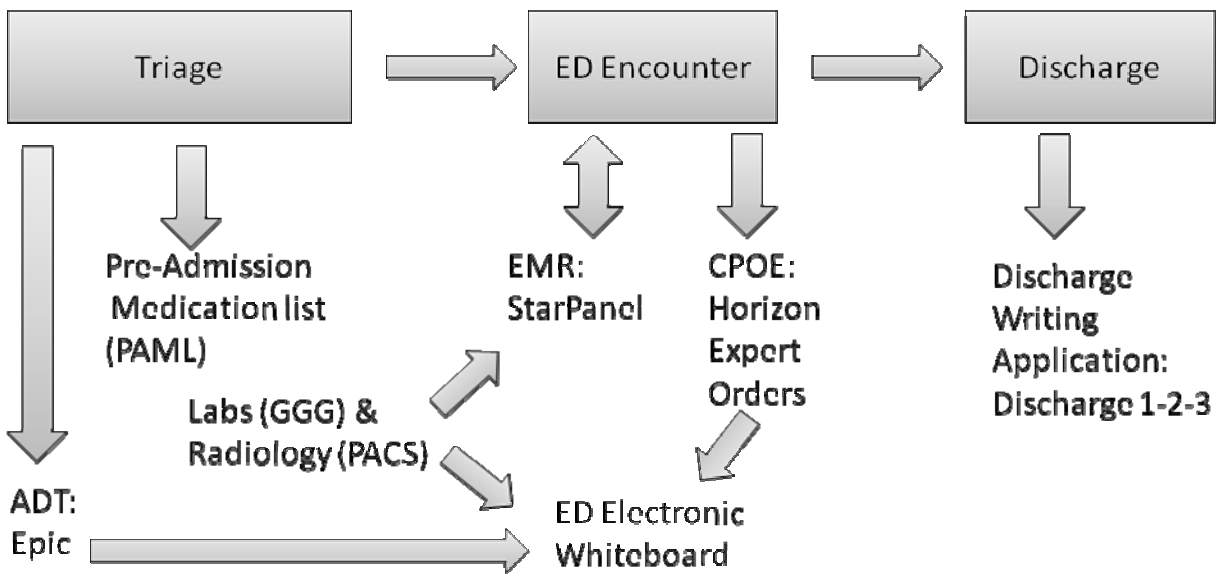 Triage
ED Encounter
Discharge
Pre-Admission
Medication list
(PAML)
EMR:
StarPanel
CPOE:
Horizon
Expert
Orders
Discharge
Writing
Application:
Discharge 1-2-3
Labs (GGG) &
Radiology (PACS)
ADT:
Epic
ED Electronic
Whiteboard